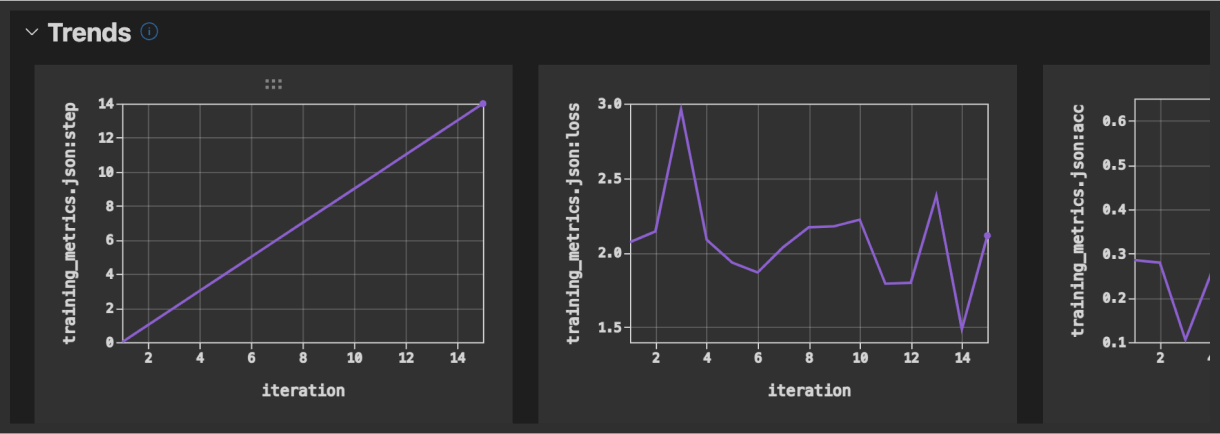 Trends
training_metrics.json:step
14
12
10
8
6
4
2
0
2 4 6 8 10 12 14
iteration
training_metrics.json:loss
3.0
2.5
2.0
1.5
2 4 6 8 10 12 14
iteration
training_metrics.json:acc
0.6
0.5
0.4
0.3
0.2
0.1
2